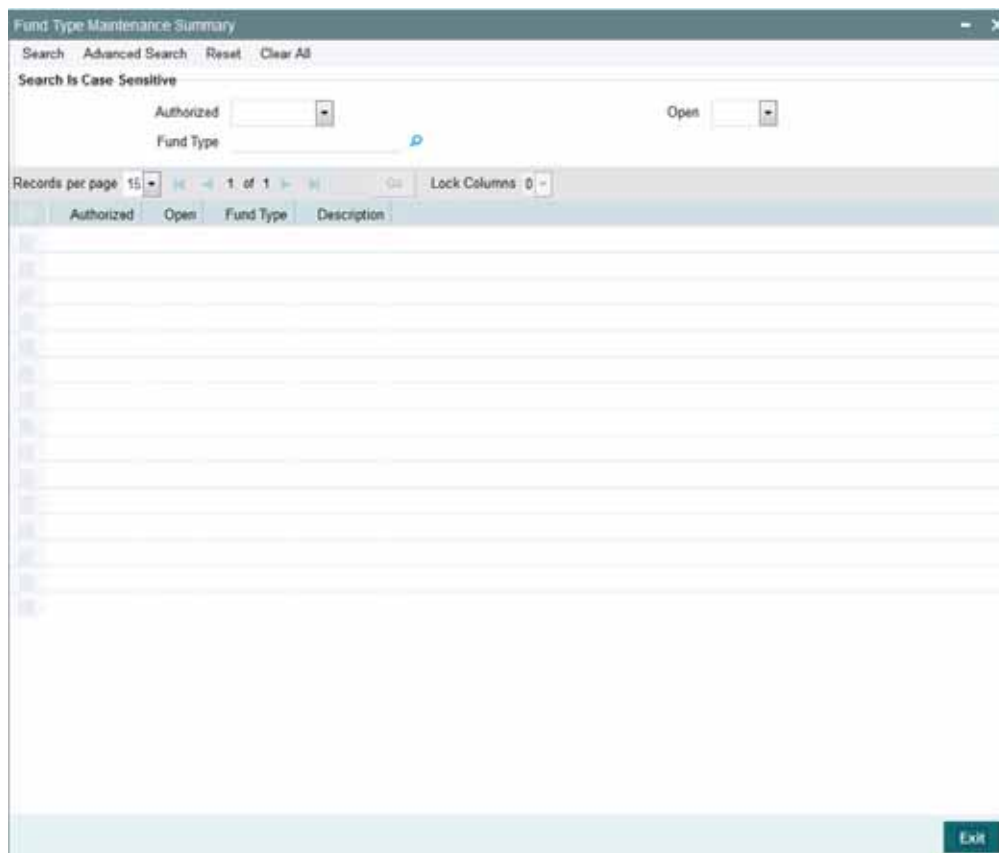 Fund Type Maintenance Summary
Search Advanced Search Reset Clear All
Search Is Case Sensitive
Authorized Open
Fund Type
Records per page 15 1 of 1 Go Lock Columns 0
Authorized Open Fund Type Description
Exit